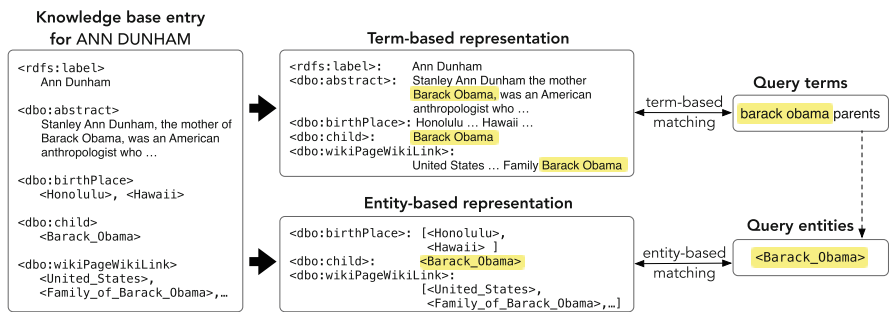 Knowledge base entry
for ANN DUNHAM
<rdfs:label>
Ann Dunham
<dbo:abstract>
Stanley Ann Dunham, the mother of
Barack Obama, was an American
anthropologist who …
<dbo:birthPlace>
<Honolulu>, <Hawaii>
<dbo:child>
<Barack_Obama>
<dbo:wikiPageWikiLink>
<United_States>,
<Family_of_Barack_Obama>,…
Term-based representation
<rdfs:label>: Ann Dunham
<dbo:abstract>: Stanley Ann Dunham the mother
Barack Obama, was an American
anthropologist who …
<dbo:birthPlace>: Honolulu … Hawaii …
<dbo:child>: Barack Obama
<dbo:wikiPageWikiLink>:
United States … Family Barack Obama
term-based
matching
Query terms
barack obama parents
Entity-based representation
<dbo:birthPlace>: [<Honolulu>,
<Hawaii> ]
<dbo:child>: <Barack_Obama>
<dbo:wikiPageWikiLink>:
[<United_States>,
<Family_of_Barack_Obama>,…]
entity-based
matching
Query entities
<Barack_Obama>